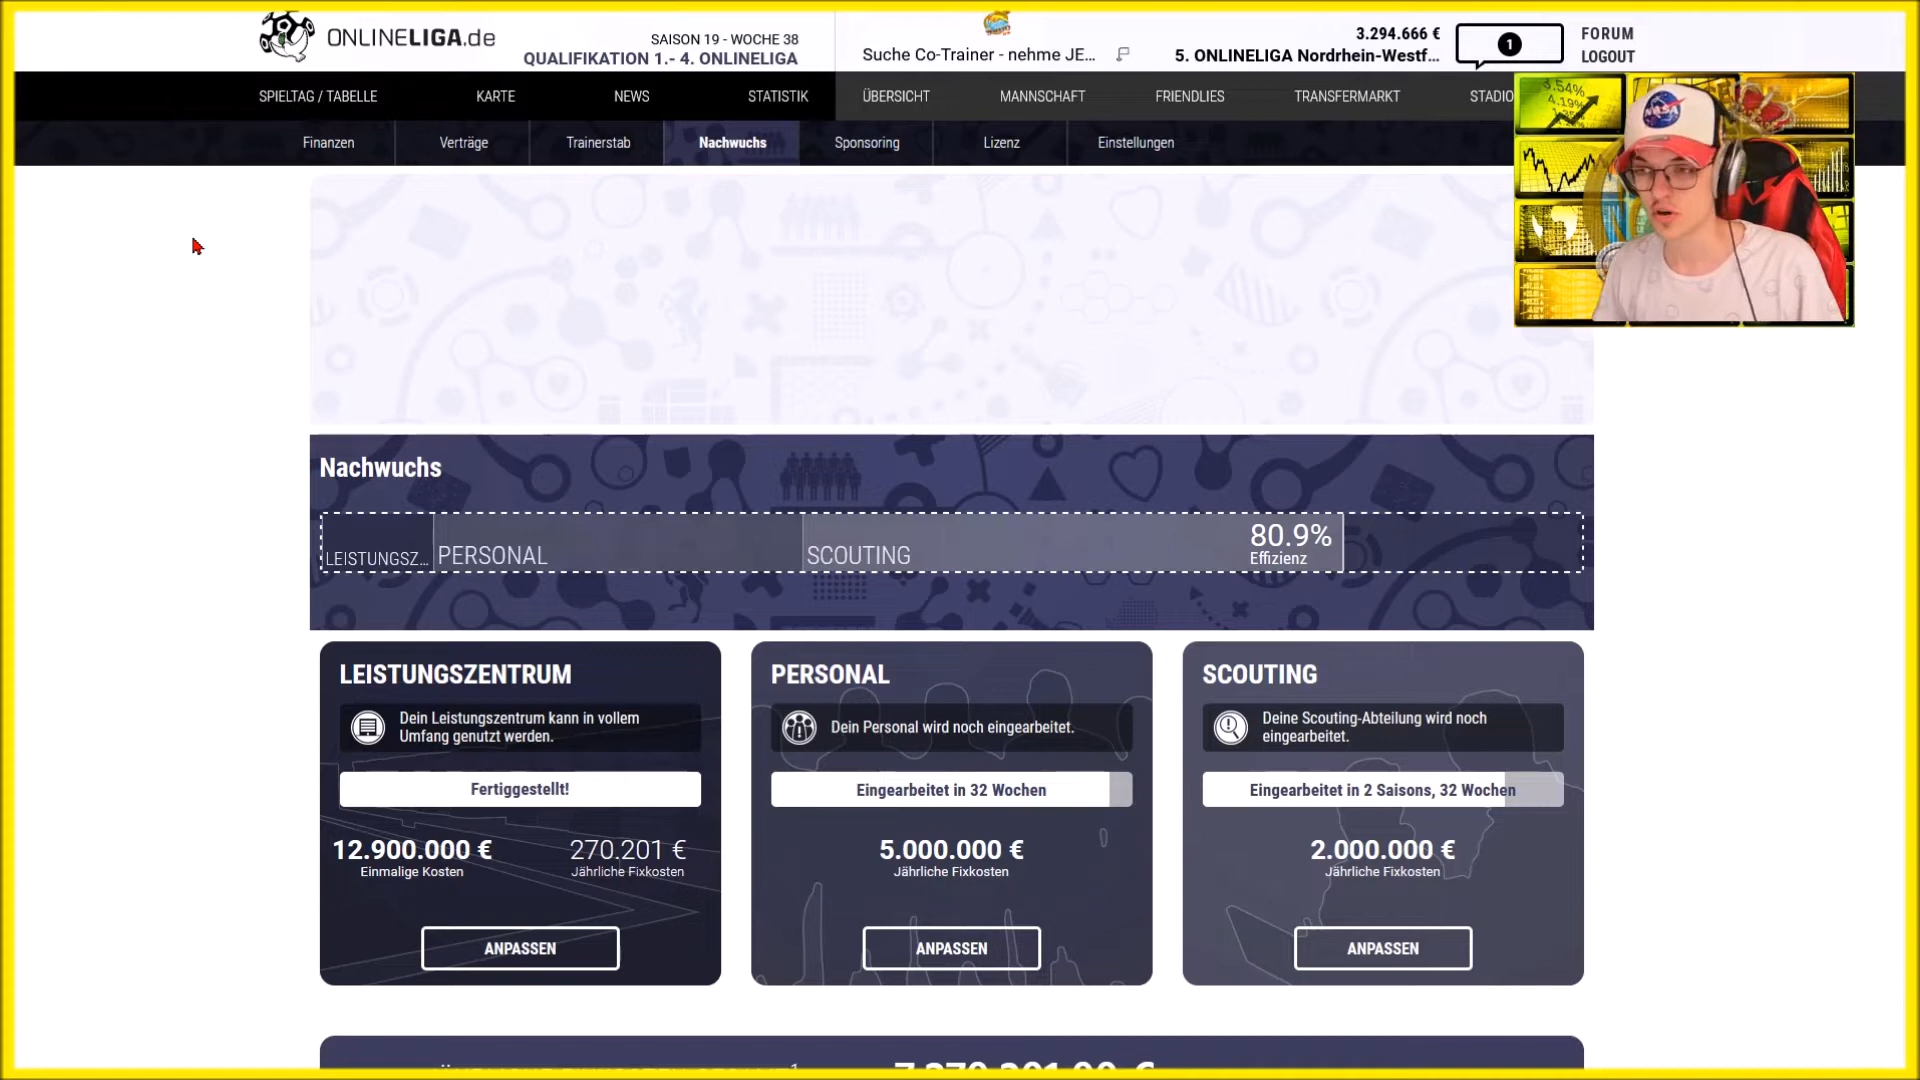 ONLINELIGA.de
SAISON 19 - WOCHE 38
QUALIFIKATION 1.- 4. ONLINELIGA
Suche Co-Trainer - nehme JE...
3.294.666 €
5. ONLINELIGA Nordrhein-Westf...
1
FORUM
LOGOUT
SPIELTAG / TABELLE
KARTE
NEWS
STATISTIK
ÜBERSICHT
MANNSCHAFT
FRIENDLIES
TRANSFERMARKT
STADIO
Finanzen
Verträge
Trainerstab
Nachwuchs
Sponsoring
Lizenz
Einstellungen
3.54%
4.19%
Nachwuchs
LEISTUNGSZ...
PERSONAL
SCOUTING
80.9%
Effizienz
LEISTUNGSZENTRUM
Dein Leistungszentrum kann in vollem
Umfang genutzt werden.
Fertiggestellt!
12.900.000 €
Einmalige Kosten
270.201 €
Jährliche Fixkosten
ANPASSEN
PERSONAL
Dein Personal wird noch eingearbeitet.
Eingearbeitet in 32 Wochen
5.000.000 €
Jährliche Fixkosten
ANPASSEN
SCOUTING
Deine Scouting-Abteilung wird noch
eingearbeitet.
Eingearbeitet in 2 Saisons, 32 Wochen
2.000.000 €
Jährliche Fixkosten
ANPASSEN